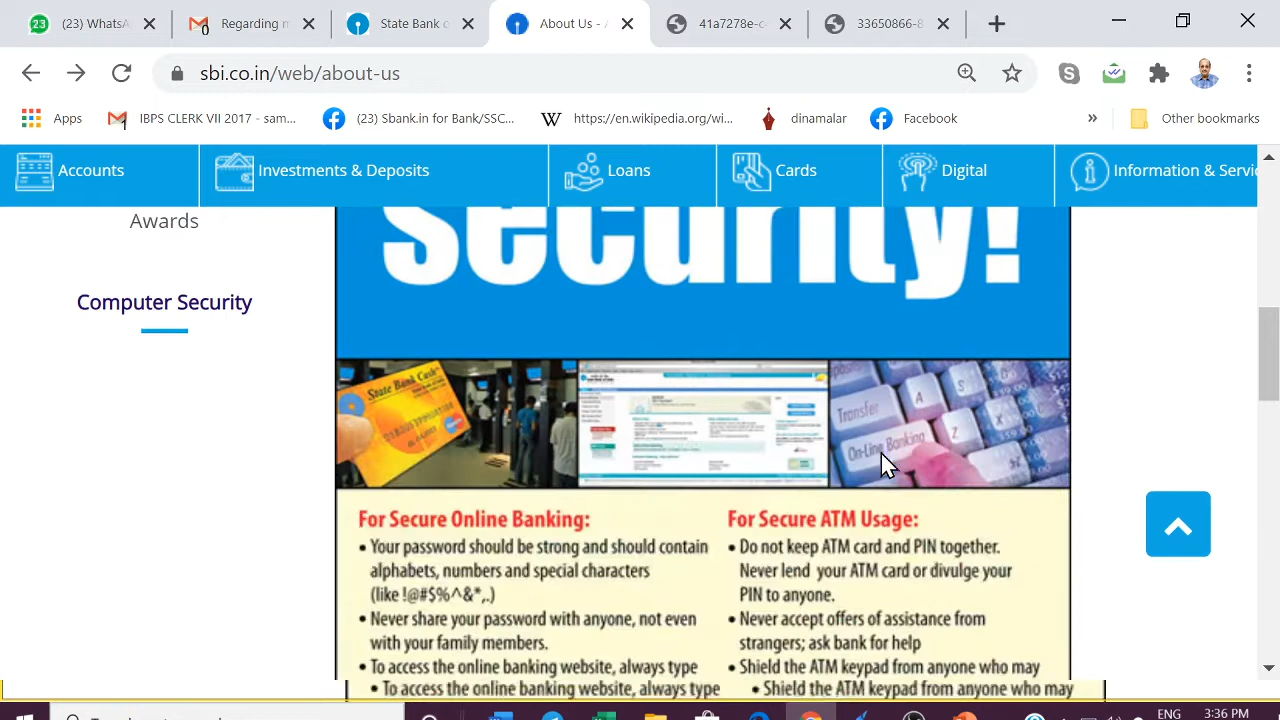 (23) WhatsA
Regarding m
State Bank o
About Us - A
41a7278e-c
33650866-8
sbi.co.in/web/about-us
Apps
IBPS CLERK VII 2017 - sam...
(23) Sbank.in IBPS Bank/SSC...
https://en.wikipedia.org/wi...
dinamalar
Facebook
»
Other bookmarks
Accounts
Investments & Deposits
Loans
Cards
Digital
Information & Servic
Awards
Security!
Computer Security
State Bank Cash
Transfer
A
S
On-Line Banking
Z
For Secure Online Banking:
• Your password should be strong and should contain
alphabets, numbers and special characters
(like !@#$%^&*,.)
• Never share your password with anyone, not even
with your family members.
• To access the online banking website, always type
• To access the online banking website, always type
For Secure ATM Usage:
• Do not keep ATM card and PIN together.
Never lend your ATM card or divulge your
PIN to anyone.
• Never accept offers of assistance from
strangers; ask bank for help
• Shield the ATM keypad from anyone who may
• Shield the ATM keypad from anyone who may
ENG
3:36 PM